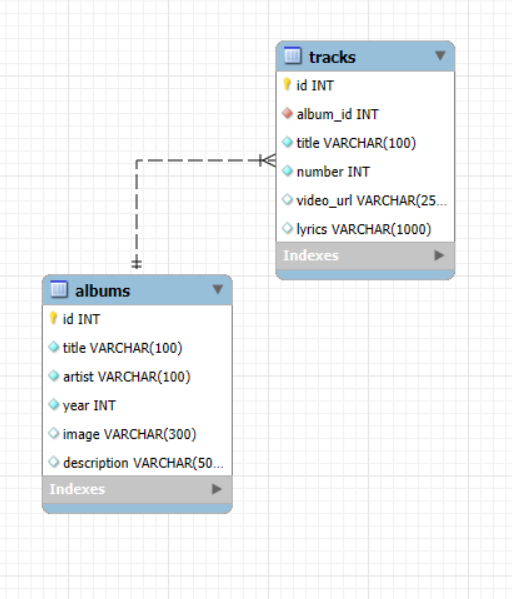 tracks
id INT
album_id INT
title VARCHAR(100)
number INT
video_url VARCHAR(25...
lyrics VARCHAR(1000)
Indexes
albums
id INT
title VARCHAR(100)
artist VARCHAR(100)
year INT
image VARCHAR(300)
description VARCHAR(50...
Indexes